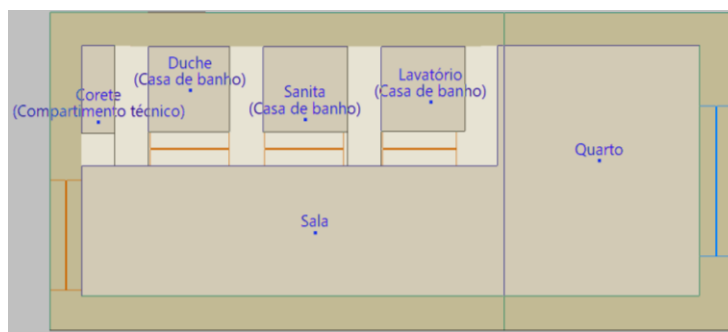 Duche
(Casa de banho)
Sanita
(Casa de banho)
Lavatório
(Casa de banho)
Corete
(Compartimento técnico)
Quarto
Sala